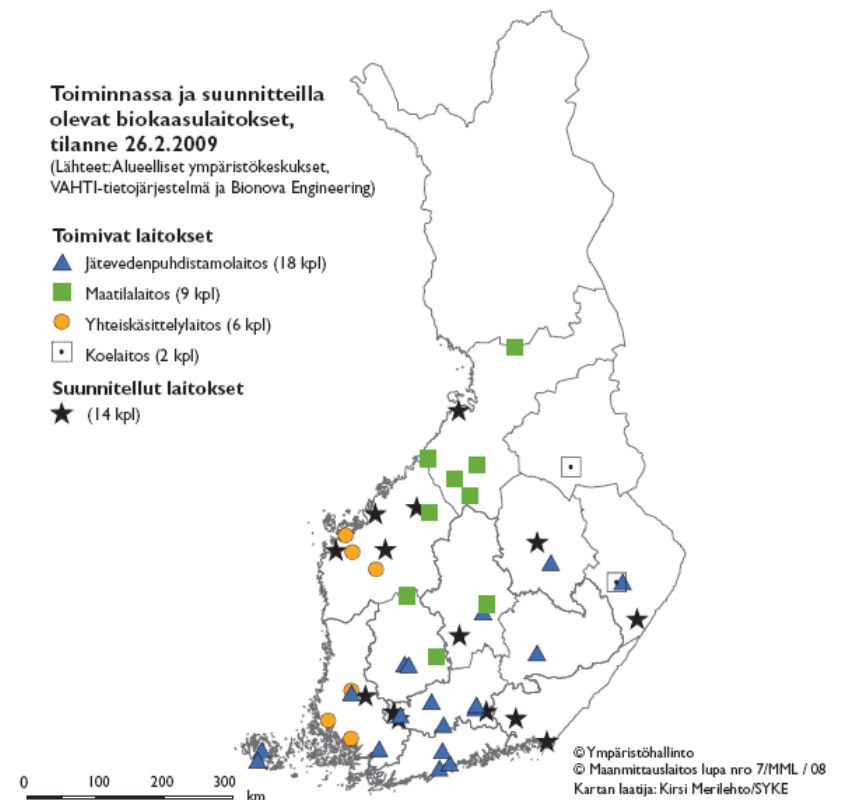 Toiminnassa ja suunnitteilla
olevat biokaasulaitokset,
tilanne 26.2.2009
(Lähteet:Alueelliset ympäristökeskukset,
VAHTI-tietojärjestelmä ja Bionova Engineering)
Toimivat laitokset
Jätevedenpuhdistamolaitos (18 kpl)
Maatilalaitos (9 kpl)
Yhteiskäsittelylaitos (6 kpl)
Koelaitos (2 kpl)
Suunnitellut laitokset
(14 kpl)
0 100 200 300
km
© Ympäristöhallinto
© Maanmittauslaitos lupa nro 7/MML / 08
Kartan laatija: Kirsi Merilehto/SYKE